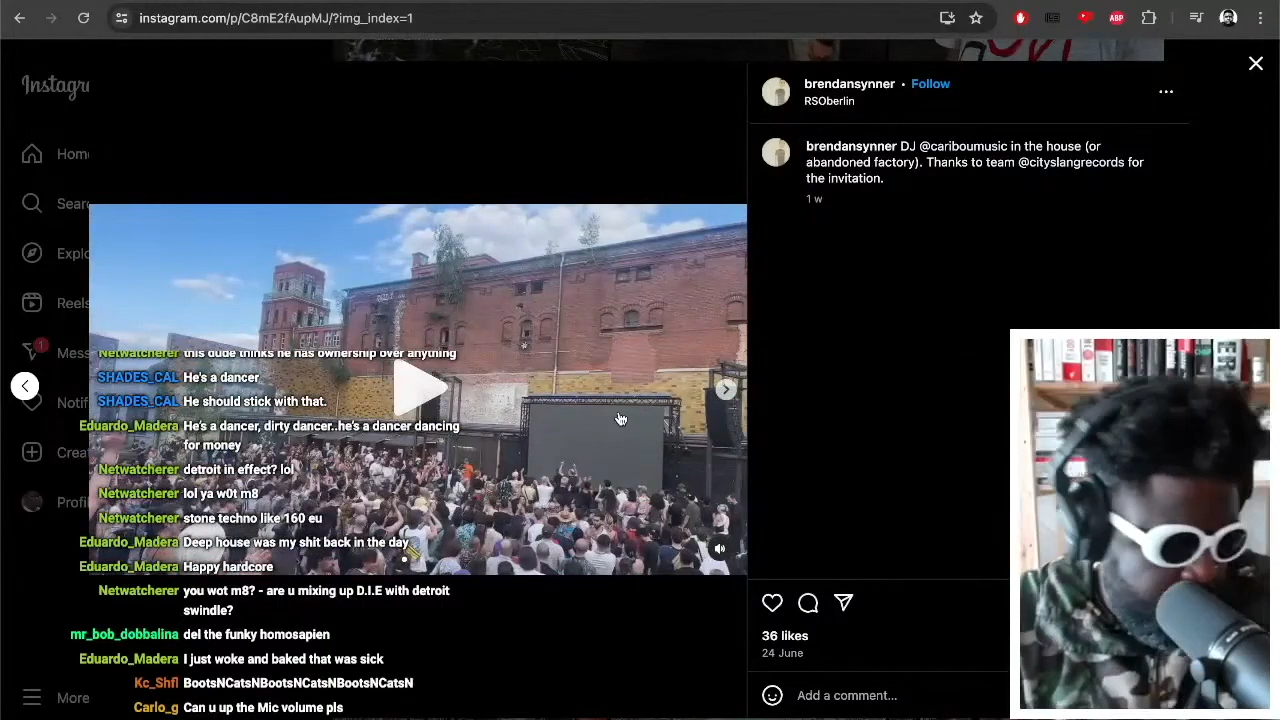 instagram.com/p/C8mE2fAupMJ/?img_index=1
ABP
Instagr
Home
Sear
Explo
Reels
1
Mess
Notif
Crea
Profi
More
brendansynner • Follow
RSOberlin
brendansynner DJ @cariboumusic in the house (or
abandoned factory). Thanks to team @cityslangrecords for
the invitation.
1 w
Netwatcherer this dude thinks he has ownership over anything
SHADES_CAL He's a dancer
SHADES_CAL He should stick with that.
Eduardo_Madera He's a dancer, dirty dancer..he's a dancer dancing
for money
Netwatcherer detroit in effect? lol
Netwatcherer lol ya w0t m8
Netwatcherer stone techno like 160 eu
Eduardo_Madera Deep house was my shit back in the day
Eduardo_Madera Happy hardcore
Netwatcherer you wot m8? - are u mixing up D.I.E with detroit
swindle?
mr_bob_dobbalina del the funky homosapien
Eduardo_Madera I just woke and baked that was sick
Kc_Shfl BootsNCatsNBootsNCatsNBootsNCatsN
Carlo_g Can u up the Mic volume pls
36 likes
24 June
Add a comment...